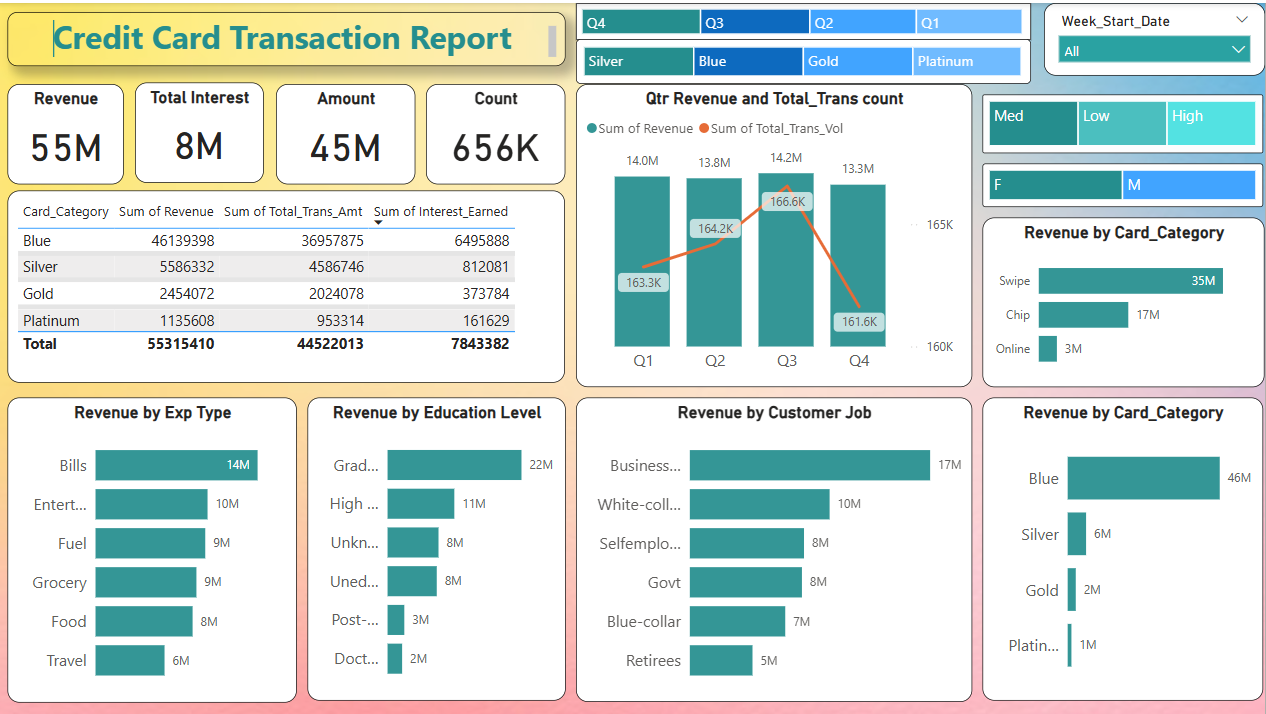 Credit Card Transaction Report
Q4 Q3 Q2 Q1
Silver Blue Gold Platinum
Week_Start_Date
All
Revenue
55M
Total Interest
8M
Amount
45M
Count
656K
Card_Category Sum of Revenue Sum of Total_Trans_Amt Sum of Interest_Earned
Blue 46139398 36957875 6495888
Silver 5586332 4586746 812081
Gold 2454072 2024078 373784
Platinum 1135608 953314 161629
Total 55315410 44522013 7843382
Qtr Revenue and Total_Trans count
Sum of Revenue Sum of Total_Trans_Vol
14.0M 13.8M 14.2M 13.3M
163.3K 164.2K 166.6K 161.6K
165K
160K
Q1 Q2 Q3 Q4
Med Low High
F M
Revenue by Card_Category
Swipe 35M
Chip 17M
Online 3M
Revenue by Exp Type
Bills 14M
Entert... 10M
Fuel 9M
Grocery 9M
Food 8M
Travel 6M
Revenue by Education Level
Grad... 22M
High ... 11M
Unkn... 8M
Uned... 8M
Post-... 3M
Doct... 2M
Revenue by Customer Job
Business... 17M
White-coll... 10M
Selfemplo... 8M
Govt 8M
Blue-collar 7M
Retirees 5M
Revenue by Card_Category
Blue 46M
Silver 6M
Gold 2M
Platin... 1M